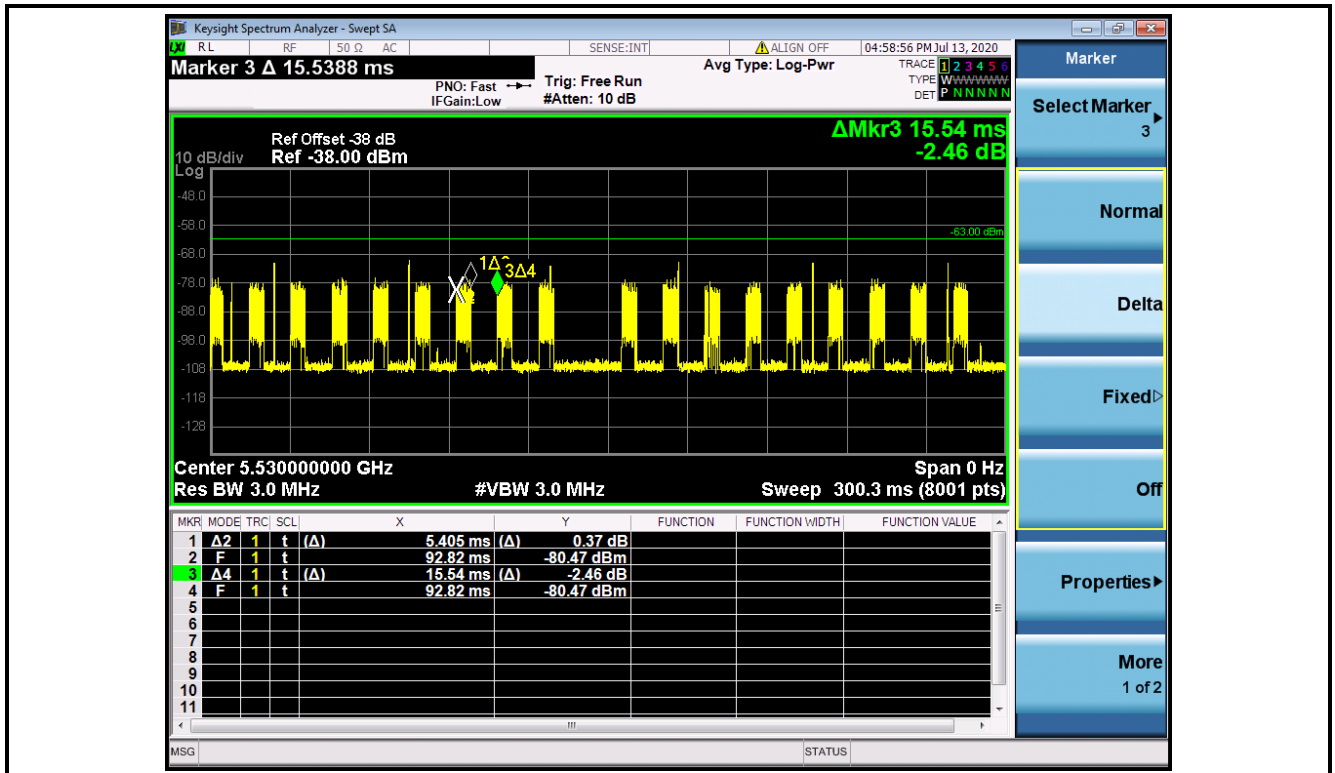 Keysight Spectrum Analyzer - Swept SA
LXI RL RF 50 Ω AC SENSE:INT ALIGN OFF 04:58:56 PM Jul 13, 2020
Marker 3 Δ 15.5388 ms
PNO: Fast
IFGain:Low
Trig: Free Run
#Atten: 10 dB
Avg Type: Log-Pwr
TRACE 1 2 3 4 5 6
TYPE WWWWWW
DET P N N N N N
ΔMkr3 15.54 ms
-2.46 dB
Ref Offset -38 dB
10 dB/div Ref -38.00 dBm
Log
-48.0
-58.0
-63.00 dBm
-68.0
1Δ
3Δ4
-78.0
-88.0
-98.0
-108
-118
-128
Center 5.530000000 GHz Span 0 Hz
Res BW 3.0 MHz #VBW 3.0 MHz Sweep 300.3 ms (8001 pts)
MKR MODE TRC SCL X Y FUNCTION FUNCTION WIDTH FUNCTION VALUE
1 Δ2 1 t (Δ) 5.405 ms (Δ) 0.37 dB
2 F 1 t 92.82 ms -80.47 dBm
3 Δ4 1 t (Δ) 15.54 ms (Δ) -2.46 dB
4 F 1 t 92.82 ms -80.47 dBm
5
6
7
8
9
10
11
MSG STATUS
Marker
Select Marker
3
Normal
Delta
Fixed
Off
Properties
More
1 of 2